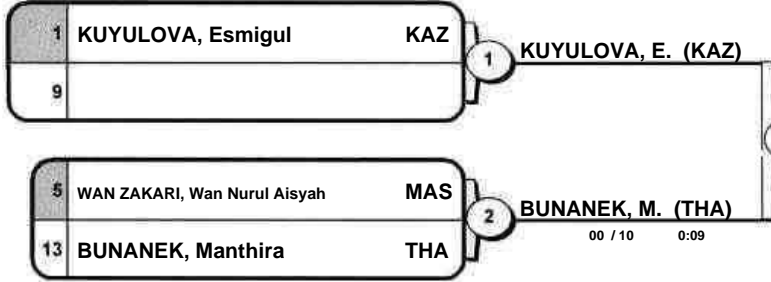 1 KUYULOVA, Esmigul KAZ
1 KUYULOVA, E. (KAZ)
9
5 WAN ZAKARI, Wan Nurul Aisyah MAS
2 BUNANEK, M. (THA)
13 BUNANEK, Manthira THA
00 / 10 0:09